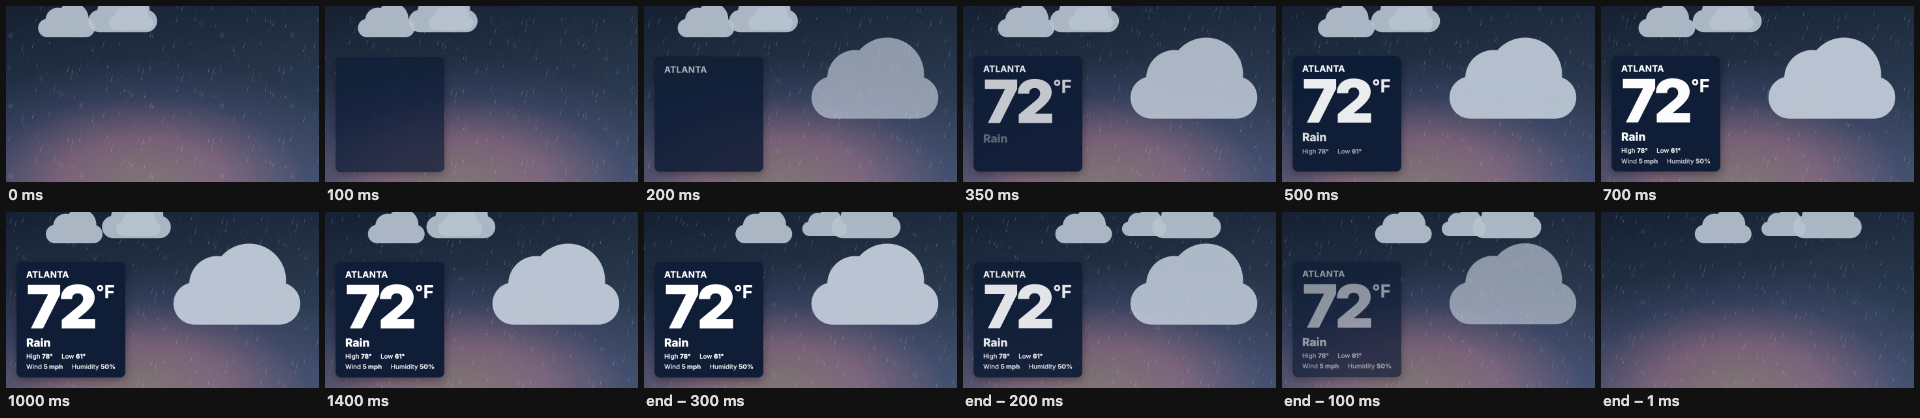 0 ms
100 ms
ATLANTA
200 ms
ATLANTA
72°F
Rain
350 ms
ATLANTA
72°F
Rain
High 78° Low 61°
500 ms
ATLANTA
72°F
Rain
High 78° Low 61°
Wind 5 mph Humidity 50%
700 ms
ATLANTA
72°F
Rain
High 78° Low 61°
Wind 5 mph Humidity 50%
1000 ms
ATLANTA
72°F
Rain
High 78° Low 61°
Wind 5 mph Humidity 50%
1400 ms
ATLANTA
72°F
Rain
High 78° Low 61°
Wind 5 mph Humidity 50%
end – 300 ms
ATLANTA
72°F
Rain
High 78° Low 61°
Wind 5 mph Humidity 50%
end – 200 ms
ATLANTA
72°F
Rain
High 78° Low 61°
Wind 5 mph Humidity 50%
end – 100 ms
end – 1 ms